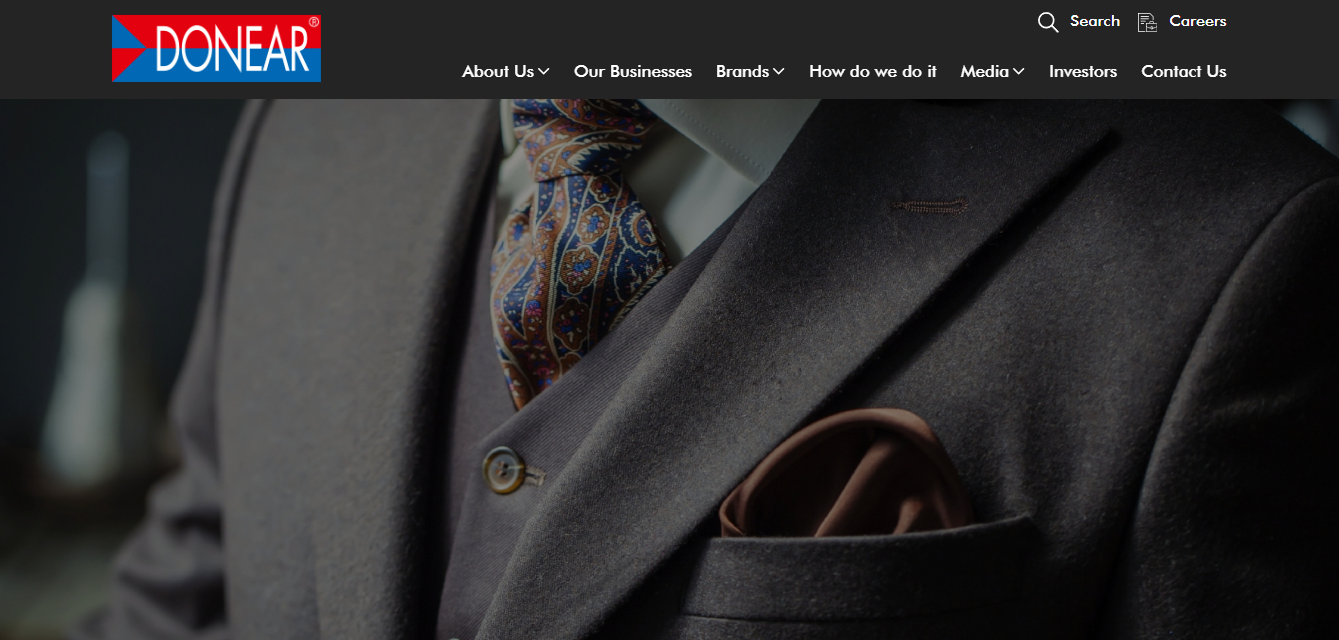 DONEAR®
Search Careers
About Us Our Businesses Brands How do we do it Media Investors Contact Us